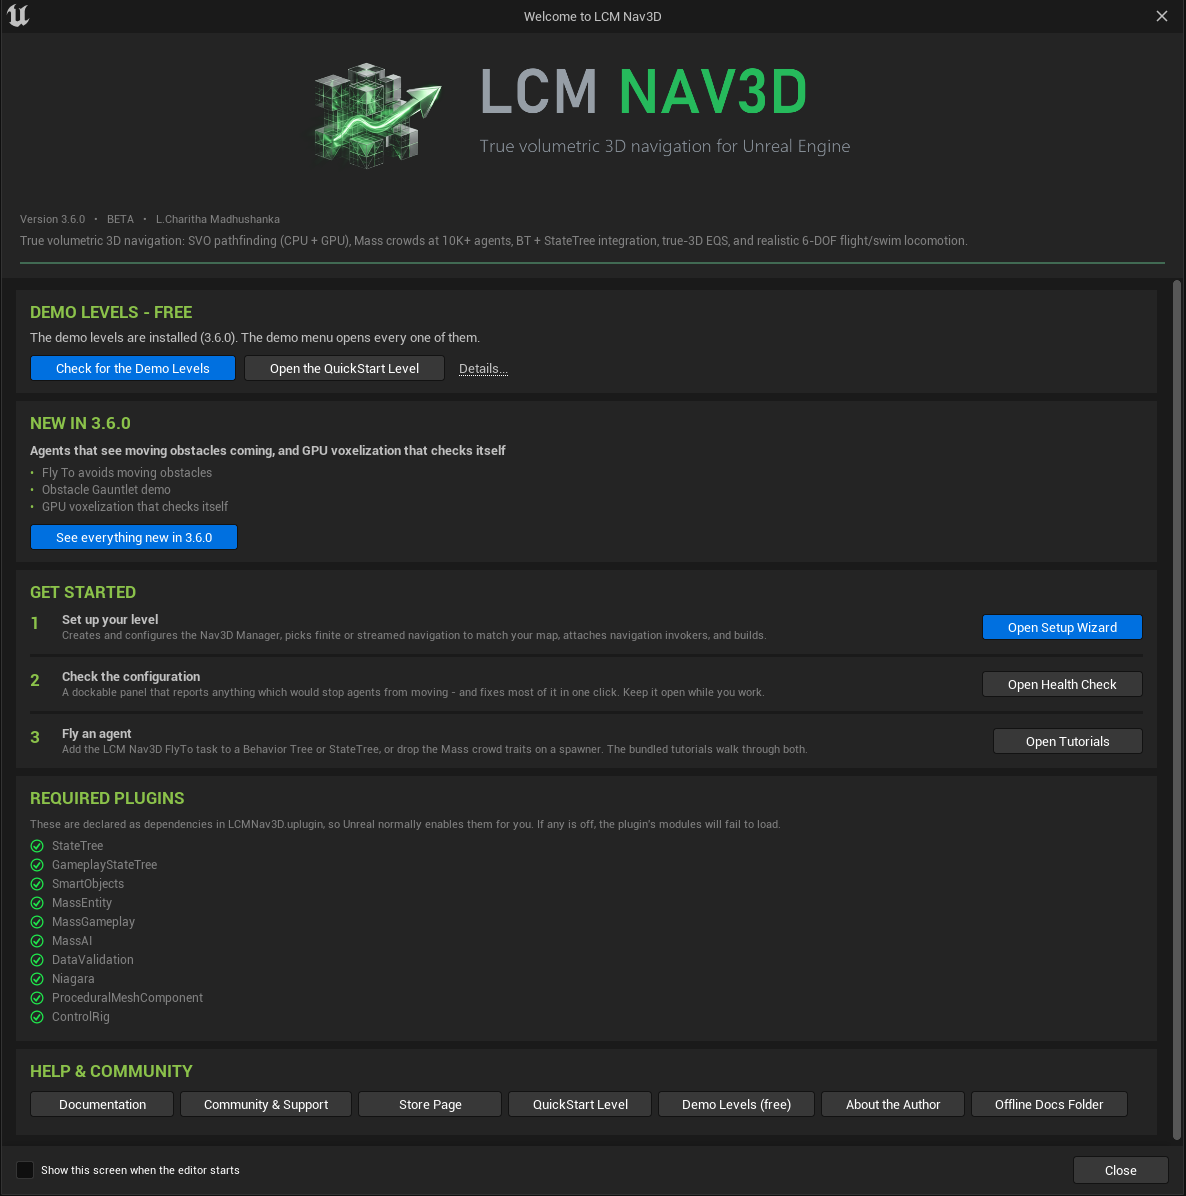 Welcome to LCM Nav3D
LCM NAV3D
True volumetric 3D navigation for Unreal Engine
Version 3.6.0 • BETA • L.Charitha Madhushanka
True volumetric 3D navigation: SVO pathfinding (CPU + GPU), Mass crowds at 10K+ agents, BT + StateTree integration, true-3D EQS, and realistic 6-DOF flight/swim locomotion.
DEMO LEVELS - FREE
The demo levels are installed (3.6.0). The demo menu opens every one of them.
Check for the Demo Levels
Open the QuickStart Level
Details...
NEW IN 3.6.0
Agents that see moving obstacles coming, and GPU voxelization that checks itself
• Fly To avoids moving obstacles
• Obstacle Gauntlet demo
• GPU voxelization that checks itself
See everything new in 3.6.0
GET STARTED
1 Set up your level
Creates and configures the Nav3D Manager, picks finite or streamed navigation to match your map, attaches navigation invokers, and builds.
Open Setup Wizard
2 Check the configuration
A dockable panel that reports anything which would stop agents from moving - and fixes most of it in one click. Keep it open while you work.
Open Health Check
3 Fly an agent
Add the LCM Nav3D FlyTo task to a Behavior Tree or StateTree, or drop the Mass crowd traits on a spawner. The bundled tutorials walk through both.
Open Tutorials
REQUIRED PLUGINS
These are declared as dependencies in LCMNav3D.uplugin, so Unreal normally enables them for you. If any is off, the plugin's modules will fail to load.
StateTree
GameplayStateTree
SmartObjects
MassEntity
MassGameplay
MassAI
DataValidation
Niagara
ProceduralMeshComponent
ControlRig
HELP & COMMUNITY
Documentation
Community & Support
Store Page
QuickStart Level
Demo Levels (free)
About the Author
Offline Docs Folder
Show this screen when the editor starts
Close